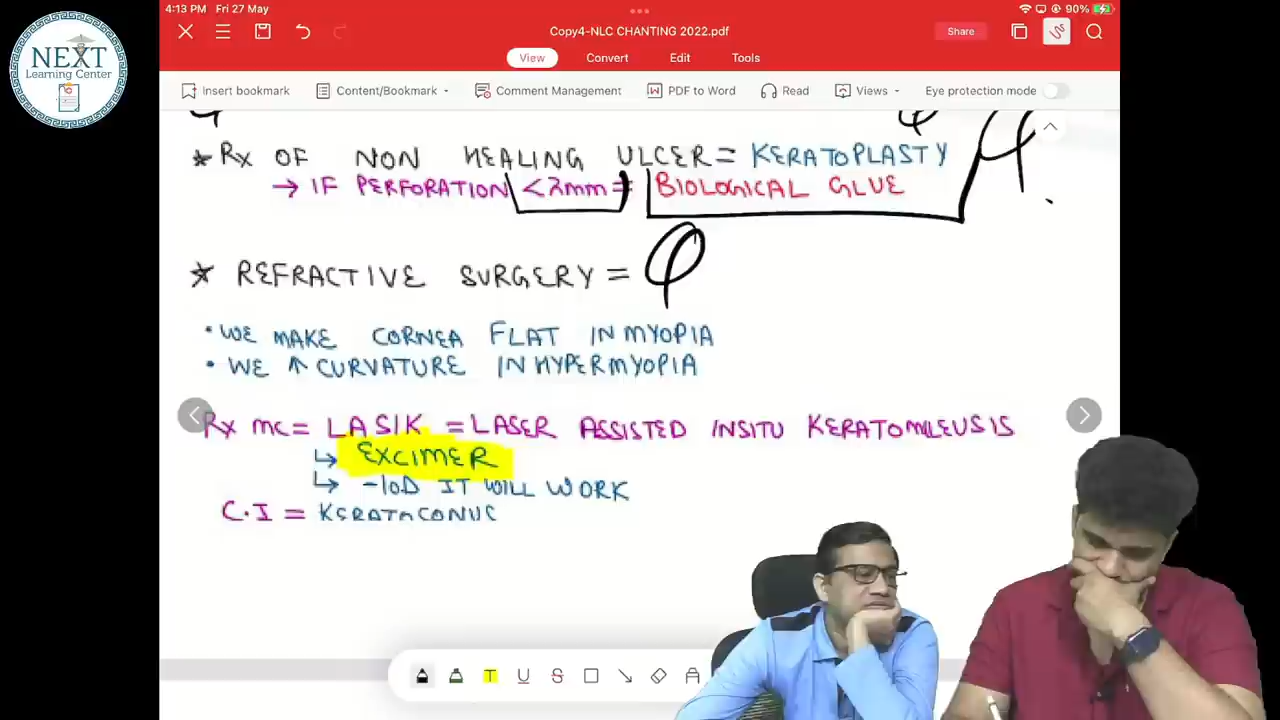 4:13 PM Fri 27 May
90%
NEXT
Learning Center
Copy4-NLC CHANTING 2022.pdf
Share
View Convert Edit Tools
Insert bookmark Content/Bookmark Comment Management PDF to Word Read Views Eye protection mode
* Rx OF NON HEALING ULCER = KERATOPLASTY
→ IF PERFORATION <2mm = BIOLOGICAL GLUE
* REFRACTIVE SURGERY =
• WE MAKE CORNEA FLAT IN MYOPIA
• WE ↑ CURVATURE IN HYPERMYOPIA
Rx mc = LASIK = LASER ASSISTED INSITU KERATOMILEUSIS
↳ EXCIMER
↳ -10D IT WILL WORK
C.I = KERATOCONUS
T U S A